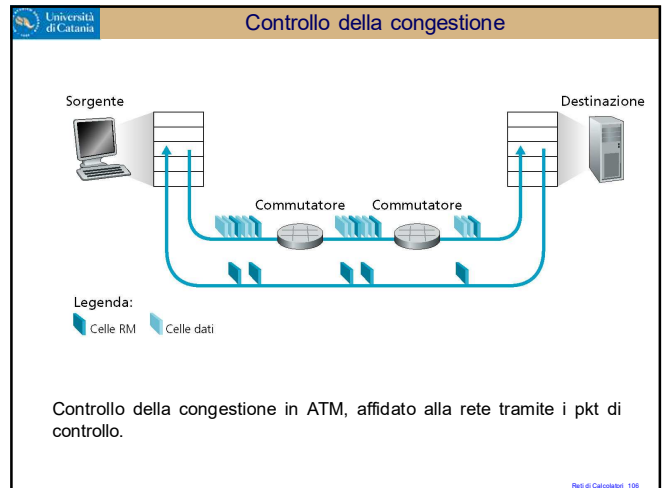 Università
di Catania
Controllo della congestione
Sorgente
Destinazione
Commutatore
Commutatore
Legenda:
Celle RM
Celle dati
Controllo della congestione in ATM, affidato alla rete tramite i pkt di
controllo.
Reti di Calcolatori 106